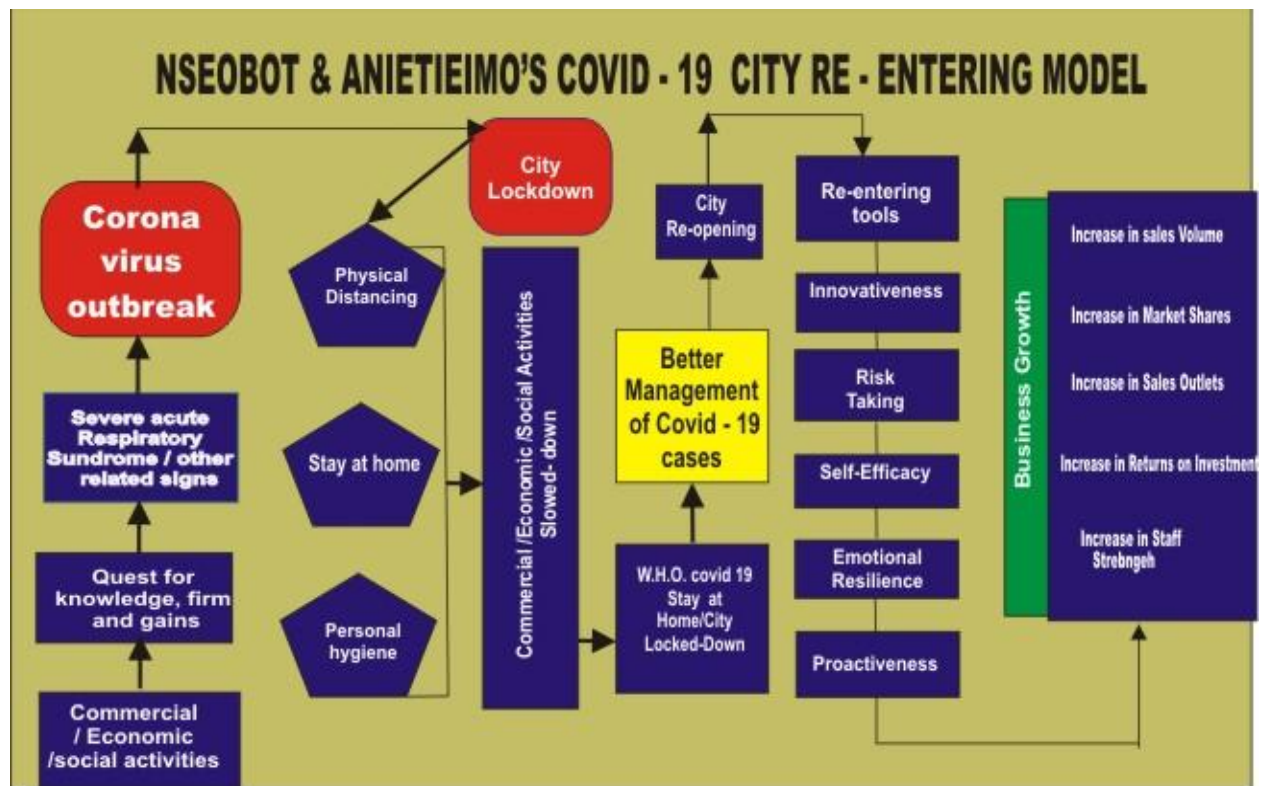 NSEOBOT & ANIETIEIMO'S COVID - 19 CITY RE - ENTERING MODEL
Corona
virus
outbreak
Severe acute
Respiratory
Sundrome / other
related signs
Quest for
knowledge, firm
and gains
Commercial
/ Economic
/social activities
City
Lockdown
Physical
Distancing
Stay at home
Personal
hygiene
Commercial /Economic /Social Activities
Slowed- down
W.H.O. covid 19
Stay at
Home/City
Locked-Down
Better
Management
of Covid - 19
cases
City
Re-opening
Re-entering
tools
Innovativeness
Risk
Taking
Self-Efficacy
Emotional
Resilience
Proactiveness
Business Growth
Increase in sales Volume
Increase in Market Shares
Increase in Sales Outlets
Increase in Returns on Investment
Increase in Staff
Strebngeh